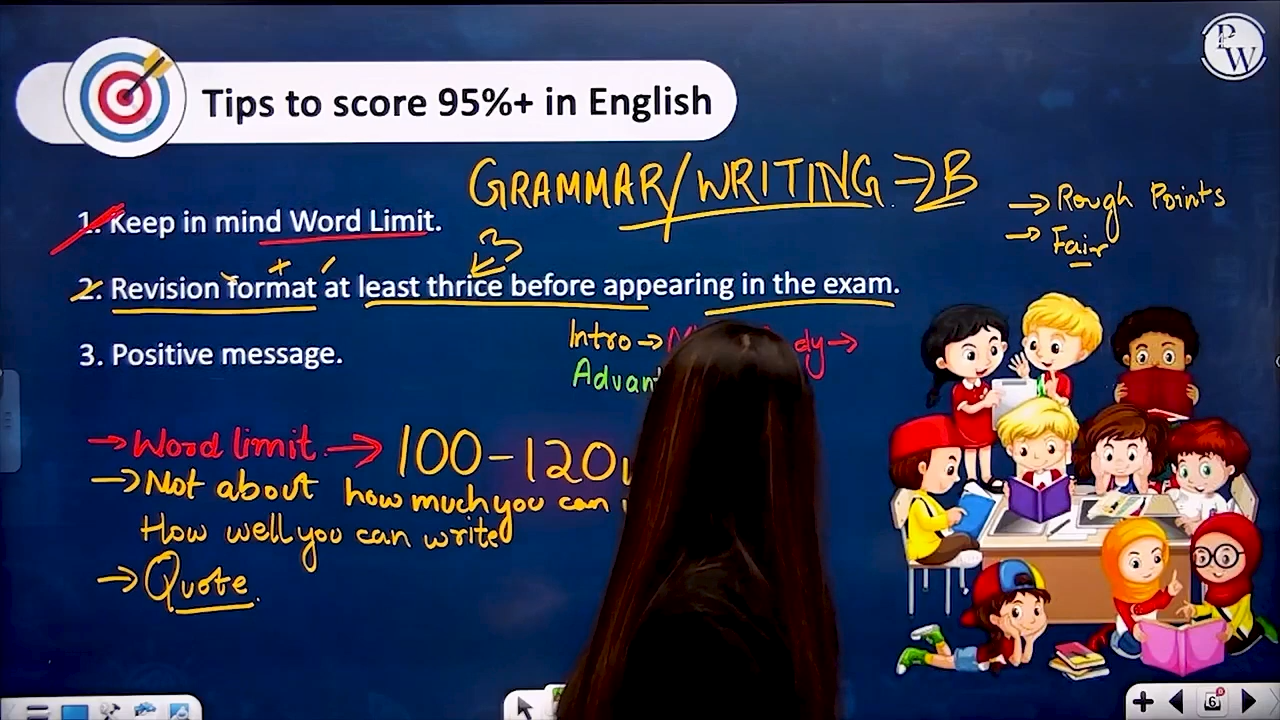 PW
Tips to score 95%+ in English
GRAMMAR/WRITING → B
→ Rough Points
→ Fair
1. Keep in mind Word Limit.
3
2. Revision format at least thrice before appearing in the exam.
3. Positive message.
Intro →
→
→ Word limit → 100-120
→ Not about how much you can
How well you can write
→ Quote.
6